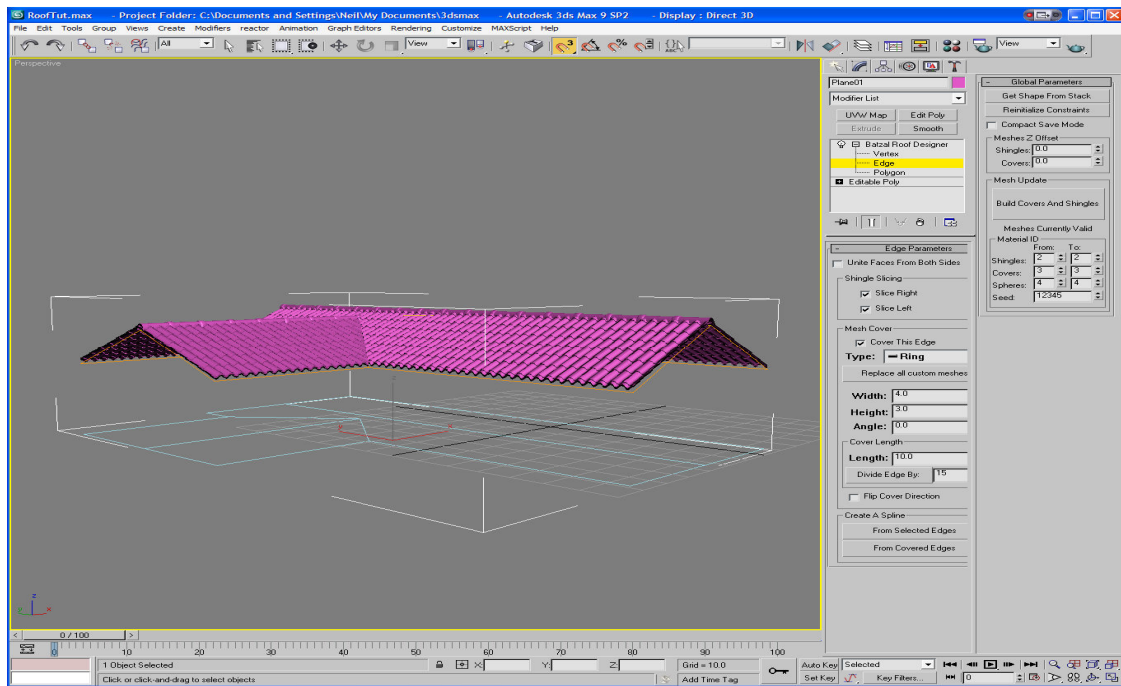 RoofTut.max - Project Folder: C:\Documents and Settings\Neil\My Documents\3dsmax - Autodesk 3ds Max 9 SP2 - Display : Direct 3D
File Edit Tools Group Views Create Modifiers reactor Animation Graph Editors Rendering Customize MAXScript Help
All View View
Perspective
Plane01
Modifier List
UVW Map Edit Poly
Extrude Smooth
Batzal Roof Designer
Vertex
Edge
Polygon
Editable Poly
- Edge Parameters
Unite Faces From Both Sides
Shingle Slicing
Slice Right
Slice Left
Mesh Cover
Cover This Edge
Type: Ring
Replace all custom meshes
Width: 4.0
Height: 3.0
Angle: 0.0
Cover Length
Length: 10.0
Divide Edge By: 15
Flip Cover Direction
Create A Spline
From Selected Edges
From Covered Edges
- Global Parameters
Get Shape From Stack
Reinitialize Constraints
Compact Save Mode
Meshes Z Offset
Shingles: 0.0
Covers: 0.0
Mesh Update
Build Covers And Shingles
Meshes Currently Valid
Material ID
From: To:
Shingles: 2 2
Covers: 3 3
Spheres: 4 4
Seed: 12345
z
x
< 0 / 100 >
0 10 20 30 40 50 60 70 80 90 100
1 Object Selected X: Y: Z: Grid = 10.0 Auto Key Selected
Click or click-and-drag to select objects Add Time Tag Set Key Key Filters... 0